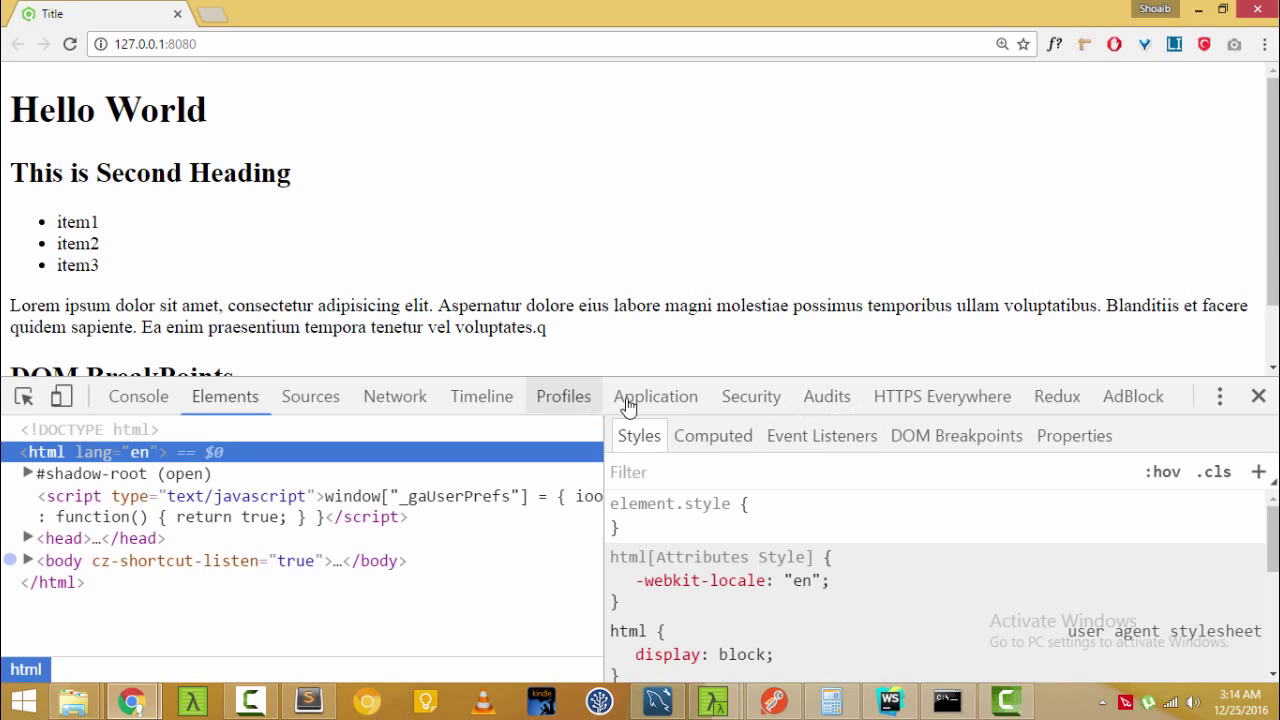 Title
Shoaib
127.0.0.1:8080
f?
LI
Hello World
This is Second Heading
item1
item2
item3
Lorem ipsum dolor sit amet, consectetur adipisicing elit. Aspernatur dolore eius labore magni molestiae possimus temporibus ullam voluptatibus. Blanditiis et facere
quidem sapiente. Ea enim praesentium tempora tenetur vel voluptates.q
DOM BreakPoints
Console Elements Sources Network Timeline Profiles Application Security Audits HTTPS Everywhere Redux AdBlock
<!DOCTYPE html>
<html lang="en"> == $0
#shadow-root (open)
<script type="text/javascript">window["_gaUserPrefs"] = { ioo
: function() { return true; } }</script>
<head>…</head>
<body cz-shortcut-listen="true">…</body>
</html>
html
Styles Computed Event Listeners DOM Breakpoints Properties
Filter :hov .cls +
element.style {
}
html[Attributes Style] {
-webkit-locale: "en";
}
html { user agent stylesheet
display: block;
}
Activate Windows
Go to PC settings to activate Windows.
kindle
WS
3:14 AM
12/25/2016